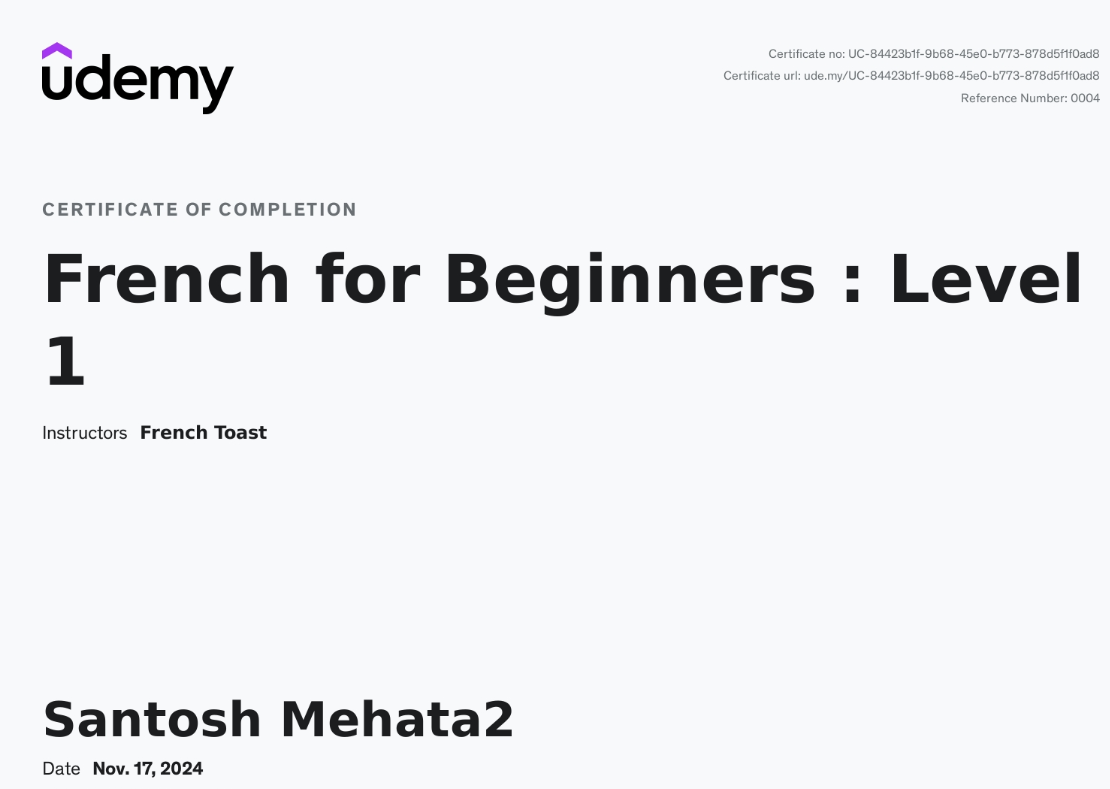 udemy
Certificate no: UC-84423b1f-9b68-45e0-b773-878d5f1f0ad8
Certificate url: ude.my/UC-84423b1f-9b68-45e0-b773-878d5f1f0ad8
Reference Number: 0004
CERTIFICATE OF COMPLETION
French for Beginners : Level
1
Instructors French Toast
Santosh Mehata2
Date Nov. 17, 2024